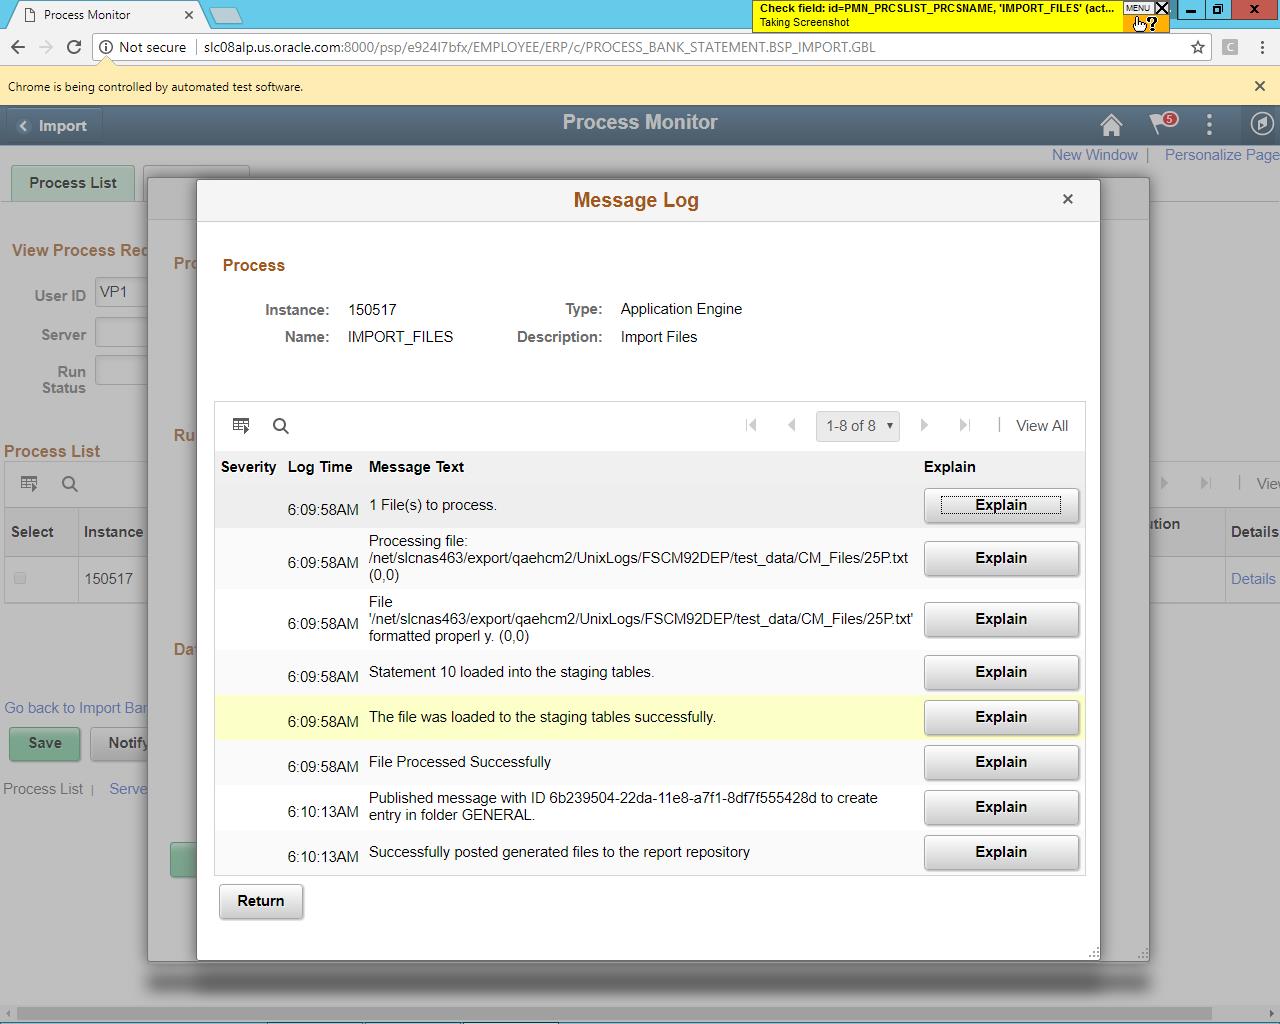 Process Monitor
Check field: id=PMN_PRCSLIST_PRCSNAME, 'IMPORT_FILES' (act...
Taking Screenshot
MENU
Not secure
slc08alp.us.oracle.com:8000/psp/e924l7bfx/EMPLOYEE/ERP/c/PROCESS_BANK_STATEMENT.BSP_IMPORT.GBL
Chrome is being controlled by automated test software.
Import
Process Monitor
5
New Window | Personalize Page
Process List
View Process Req
User ID VP1
Server
Run
Status
Process List
Select Instance
150517
Go back to Import Ban
Save Notify
Process List | Serve
Pro
Ru
Da
View
ution Details
Details
Message Log
Process
Instance: 150517 Type: Application Engine
Name: IMPORT_FILES Description: Import Files
1-8 of 8 | View All
Severity Log Time Message Text Explain
6:09:58AM 1 File(s) to process. Explain
Processing file:
6:09:58AM /net/slcnas463/export/qaehcm2/UnixLogs/FSCM92DEP/test_data/CM_Files/25P.txt Explain
(0,0)
File
6:09:58AM '/net/slcnas463/export/qaehcm2/UnixLogs/FSCM92DEP/test_data/CM_Files/25P.txt' Explain
formatted properl y. (0,0)
6:09:58AM Statement 10 loaded into the staging tables. Explain
6:09:58AM The file was loaded to the staging tables successfully. Explain
6:09:58AM File Processed Successfully Explain
6:10:13AM Published message with ID 6b239504-22da-11e8-a7f1-8df7f555428d to create Explain
entry in folder GENERAL.
6:10:13AM Successfully posted generated files to the report repository Explain
Return